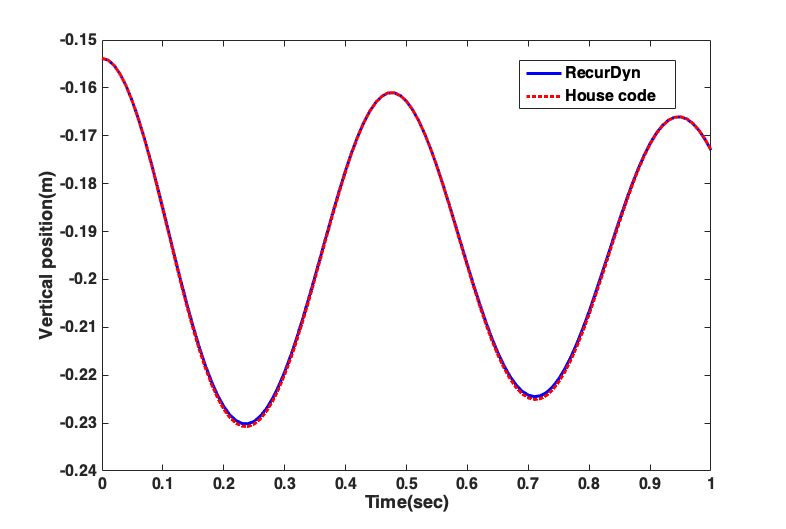 -0.15
-0.16
-0.17
-0.18
-0.19
-0.2
-0.21
-0.22
-0.23
-0.24
Vertical position(m)
RecurDyn
House code
0 0.1 0.2 0.3 0.4 0.5 0.6 0.7 0.8 0.9 1
Time(sec)